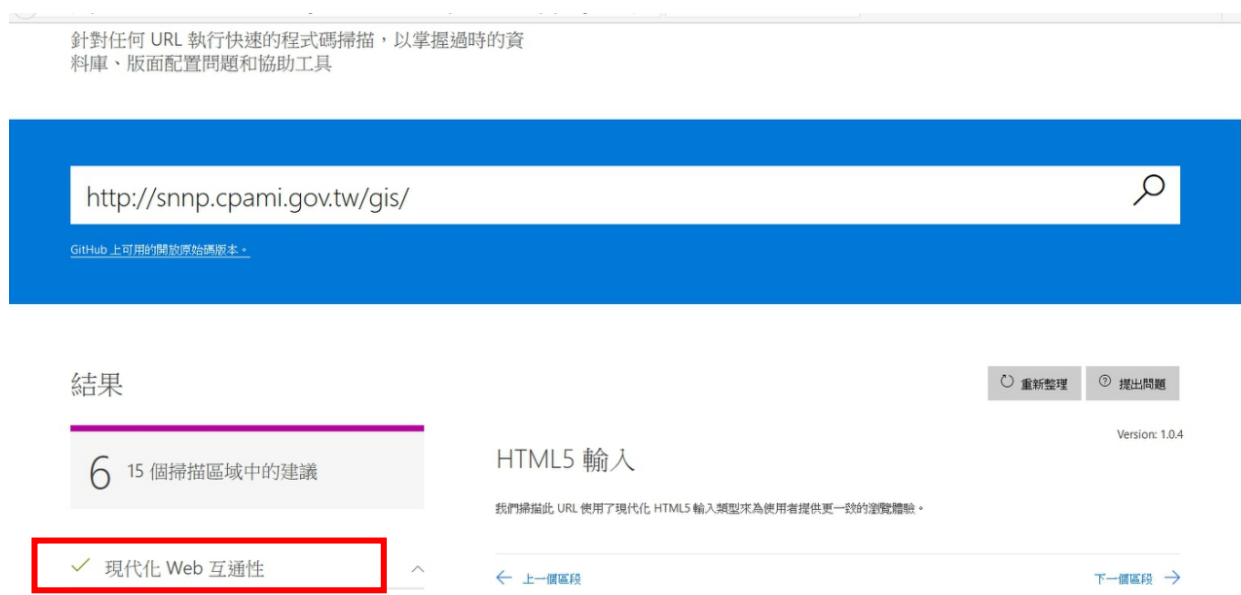 針對任何 URL 執行快速的程式碼掃描，以掌握過時的資
料庫、版面配置問題和協助工具
http://snnp.cpami.gov.tw/gis/
GitHub 上可用的開放原始碼版本。
結果
重新整理
提出問題
Version: 1.0.4
6 15 個掃描區域中的建議
HTML5 輸入
我們掃描此 URL 使用了現代化 HTML5 輸入類型來為使用者提供更一致的瀏覽體驗。
現代化 Web 互通性
上一個區段
下一個區段